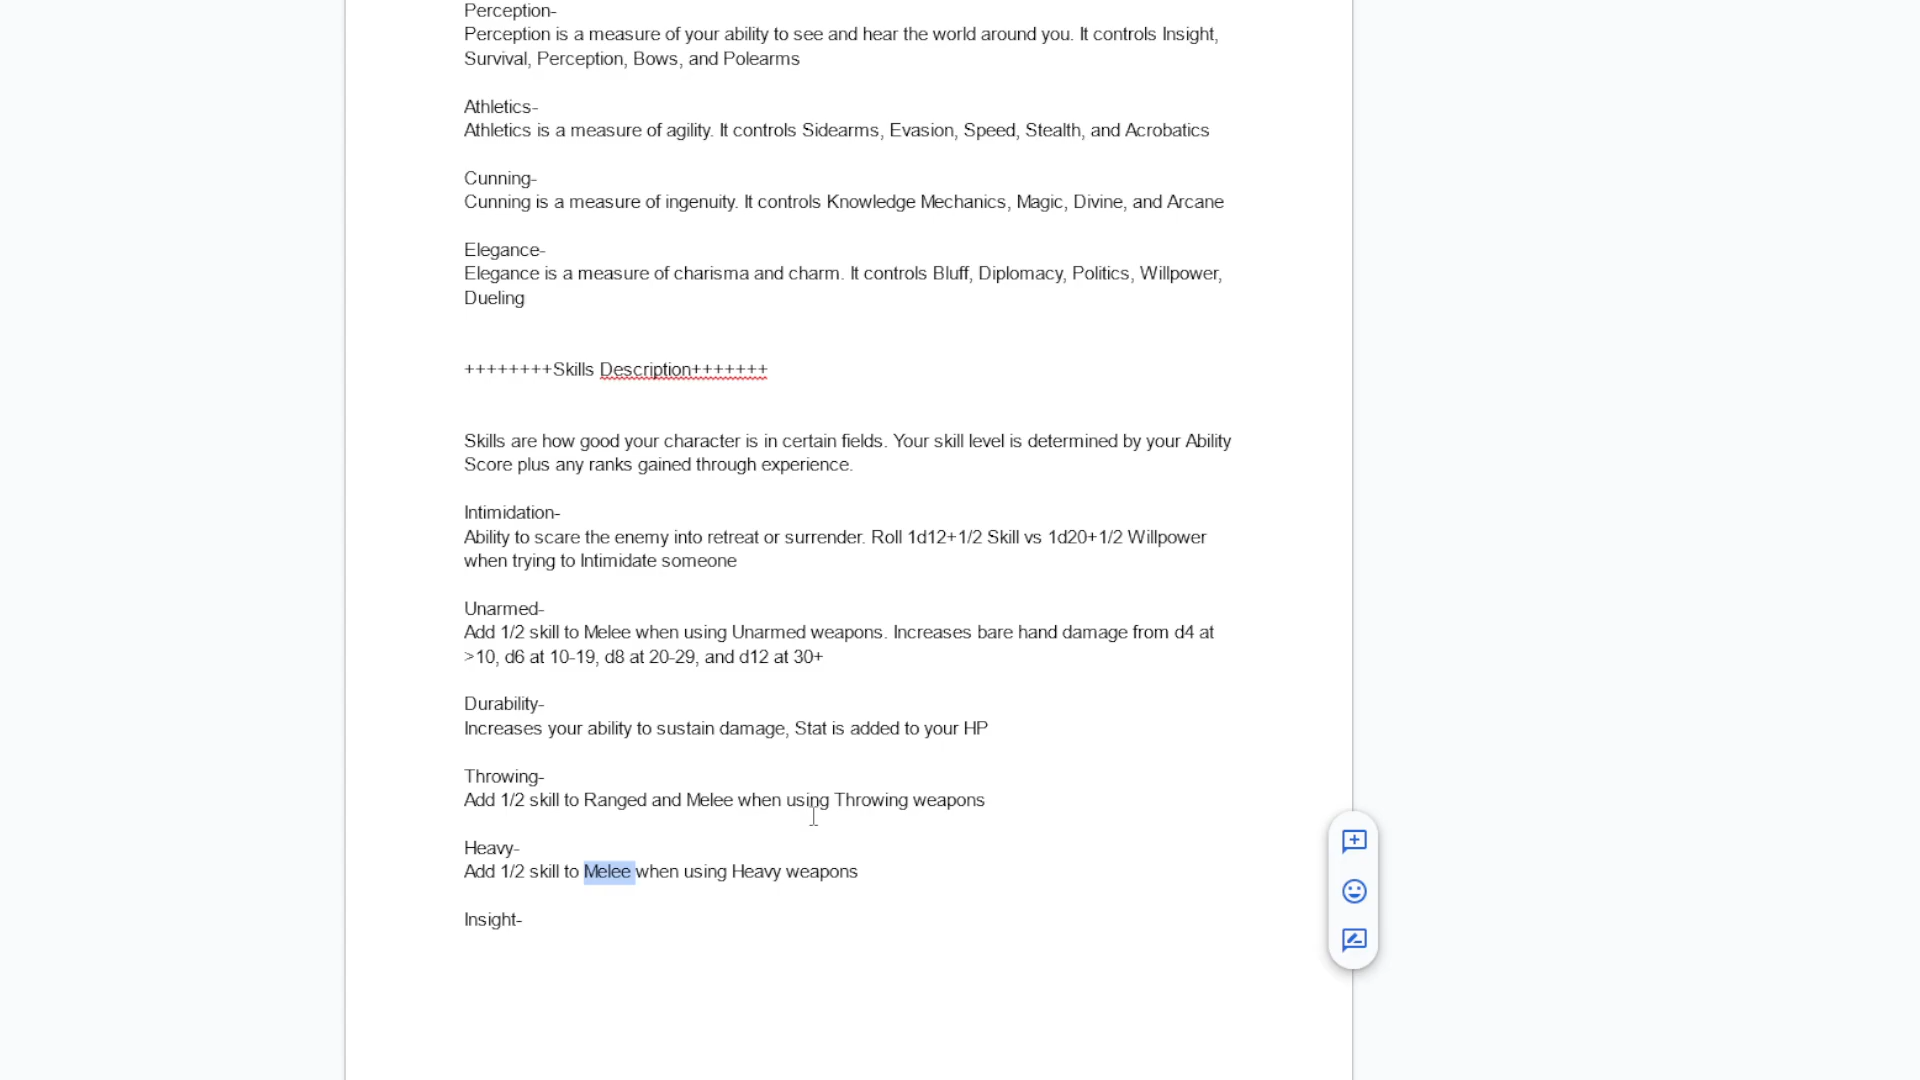 Perception-
Perception is a measure of your ability to see and hear the world around you. It controls Insight,
Survival, Perception, Bows, and Polearms
Athletics-
Athletics is a measure of agility. It controls Sidearms, Evasion, Speed, Stealth, and Acrobatics
Cunning-
Cunning is a measure of ingenuity. It controls Knowledge Mechanics, Magic, Divine, and Arcane
Elegance-
Elegance is a measure of charisma and charm. It controls Bluff, Diplomacy, Politics, Willpower,
Dueling
++++++++Skills Description+++++++
Skills are how good your character is in certain fields. Your skill level is determined by your Ability
Score plus any ranks gained through experience.
Intimidation-
Ability to scare the enemy into retreat or surrender. Roll 1d12+1/2 Skill vs 1d20+1/2 Willpower
when trying to Intimidate someone
Unarmed-
Add 1/2 skill to Melee when using Unarmed weapons. Increases bare hand damage from d4 at
>10, d6 at 10-19, d8 at 20-29, and d12 at 30+
Durability-
Increases your ability to sustain damage, Stat is added to your HP
Throwing-
Add 1/2 skill to Ranged and Melee when using Throwing weapons
Heavy-
Add 1/2 skill to Melee when using Heavy weapons
Insight-